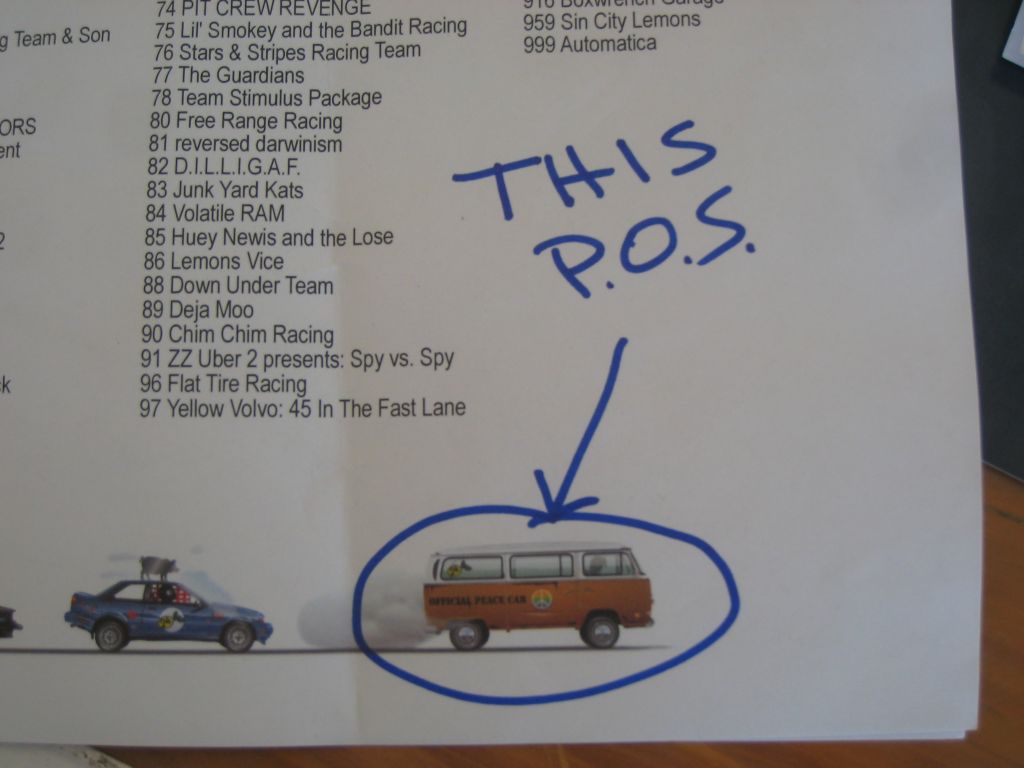 g Team & Son
ORS
ent
2
k
74 PIT CREW REVENGE
75 Lil' Smokey and the Bandit Racing
76 Stars & Stripes Racing Team
77 The Guardians
78 Team Stimulus Package
80 Free Range Racing
81 reversed darwinism
82 D.I.L.L.I.G.A.F.
83 Junk Yard Kats
84 Volatile RAM
85 Huey Newis and the Lose
86 Lemons Vice
88 Down Under Team
89 Deja Moo
90 Chim Chim Racing
91 ZZ Uber 2 presents: Spy vs. Spy
96 Flat Tire Racing
97 Yellow Volvo: 45 In The Fast Lane
916 Boxwrench Garage
959 Sin City Lemons
999 Automatica
THIS
P.O.S.
OFFICIAL PEACE CAR